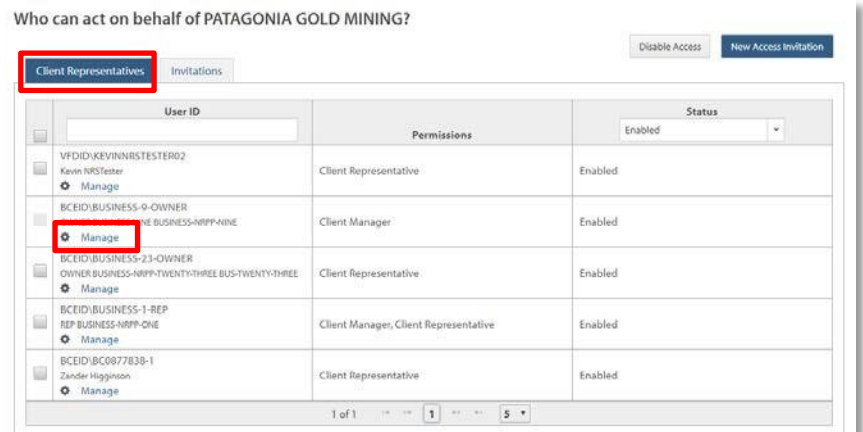 Who can act on behalf of PATAGONIA GOLD MINING?
Disable Access
New Access Invitation
Client Representatives
Invitations
User ID
Permissions
Status
Enabled
VFDID\KEVINNRSTESTER02
Kevin NRSTester
Manage
Client Representative
Enabled
BCEID\BUSINESS-9-OWNER
BUSINESS-NRPP-NINE
Manage
Client Manager
Enabled
BCEID\BUSINESS-23-OWNER
OWNER BUSINESS-NRPP-TWENTY-THREE BUS-TWENTY-THREE
Manage
Client Representative
Enabled
BCEID\BUSINESS-1-REP
REP BUSINESS-NRPP-ONE
Manage
Client Manager, Client Representative
Enabled
BCEID\BC0877838-1
Zander Higginson
Manage
Client Representative
Enabled
1 of 1
1
5